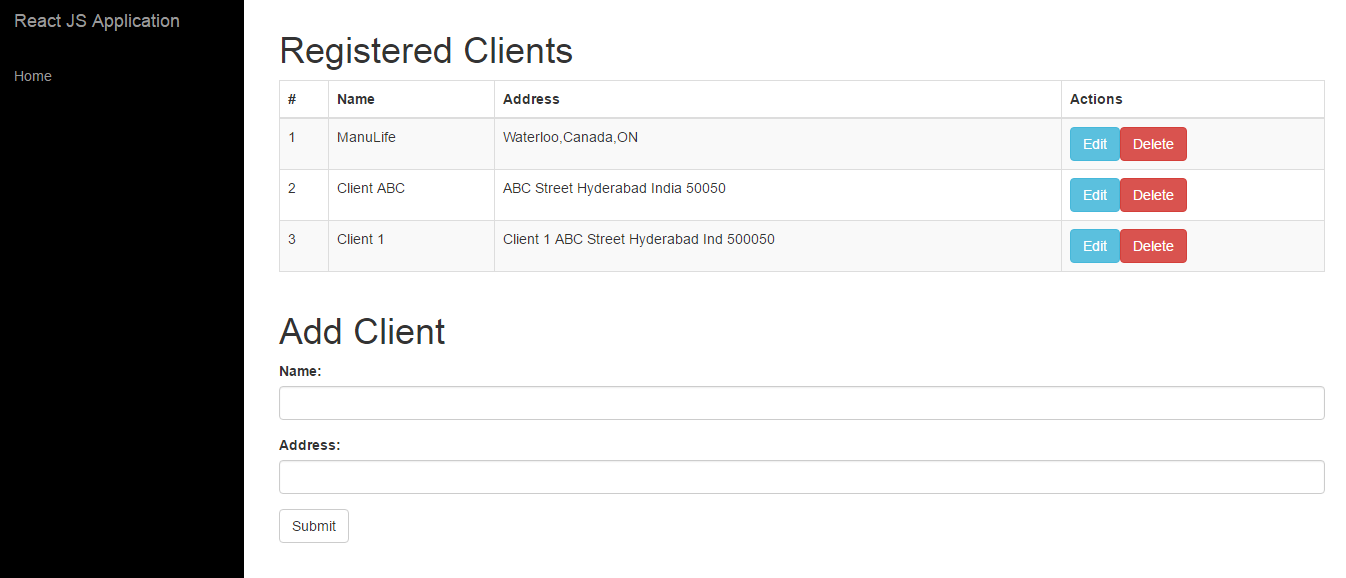 React JS Application
Home
Registered Clients
# Name Address Actions
1 ManuLife Waterloo,Canada,ON Edit Delete
2 Client ABC ABC Street Hyderabad India 50050 Edit Delete
3 Client 1 Client 1 ABC Street Hyderabad Ind 500050 Edit Delete
Add Client
Name:
Address:
Submit